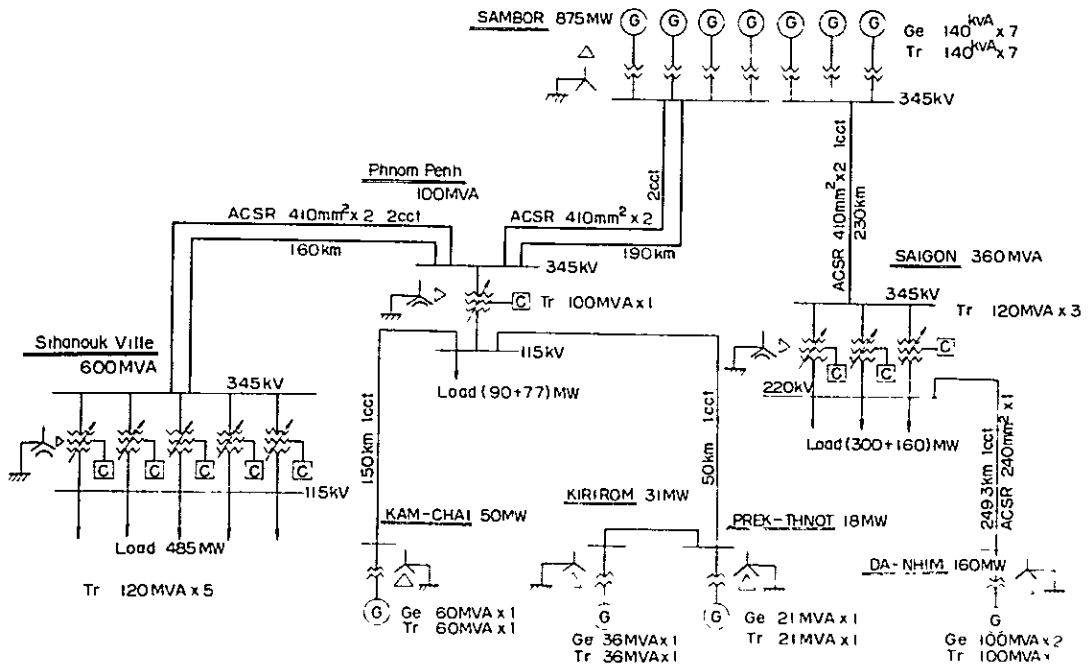 SAMBOR 875MW
G G G G G G G
Ge 140kVA x 7
Tr 140kVA x 7
345kV
2cct
ACSR 410mm² x 2 1cct
230km
Phnom Penh
100MVA
ACSR 410mm² x 2 2cct
160km
ACSR 410mm² x 2
190km
345kV
C Tr 100MVA x 1
SAIGON 360MVA
345kV
Tr 120MVA x 3
C C C
220kV
Load (300+160)MW
Sihanouk Ville
600MVA
345kV
C C C C C
115kV
Load 485MW
Tr 120MVA x 5
115kV
Load (90+77)MW
150km 1cct
50km 1cct
249.3km 1cct
ACSR 240mm² x 1
KAM-CHAI 50MW
G Ge 60MVA x 1
Tr 60MVA x 1
KIRIROM 31MW
G
Ge 36MVA x 1
Tr 36MVA x 1
PREK-THNOT 18MW
G Ge 21MVA x 1
Tr 21MVA x 1
DA-NHIM 160MW
G
Ge 100MVA x 2
Tr 100MVA x